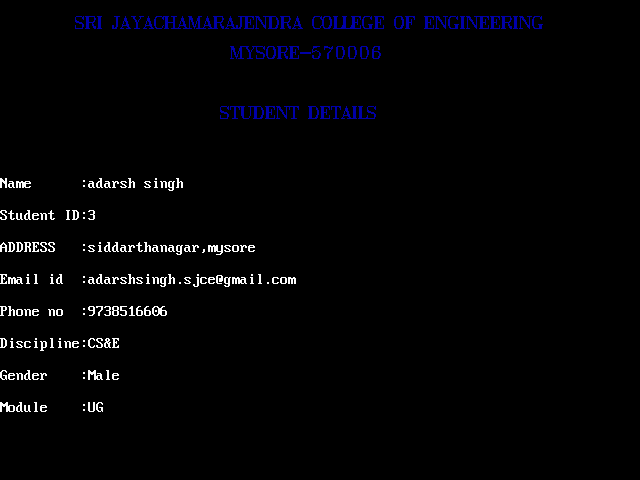 SRI JAYACHAMARAJENDRA COLLEGE OF ENGINEERING
MYSORE-570006
STUDENT DETAILS
Name :adarsh singh
Student ID:3
ADDRESS :siddarthanagar,mysore
Email id :adarshsingh.sjce@gmail.com
Phone no :9738516606
Discipline:CS&E
Gender :Male
Module :UG